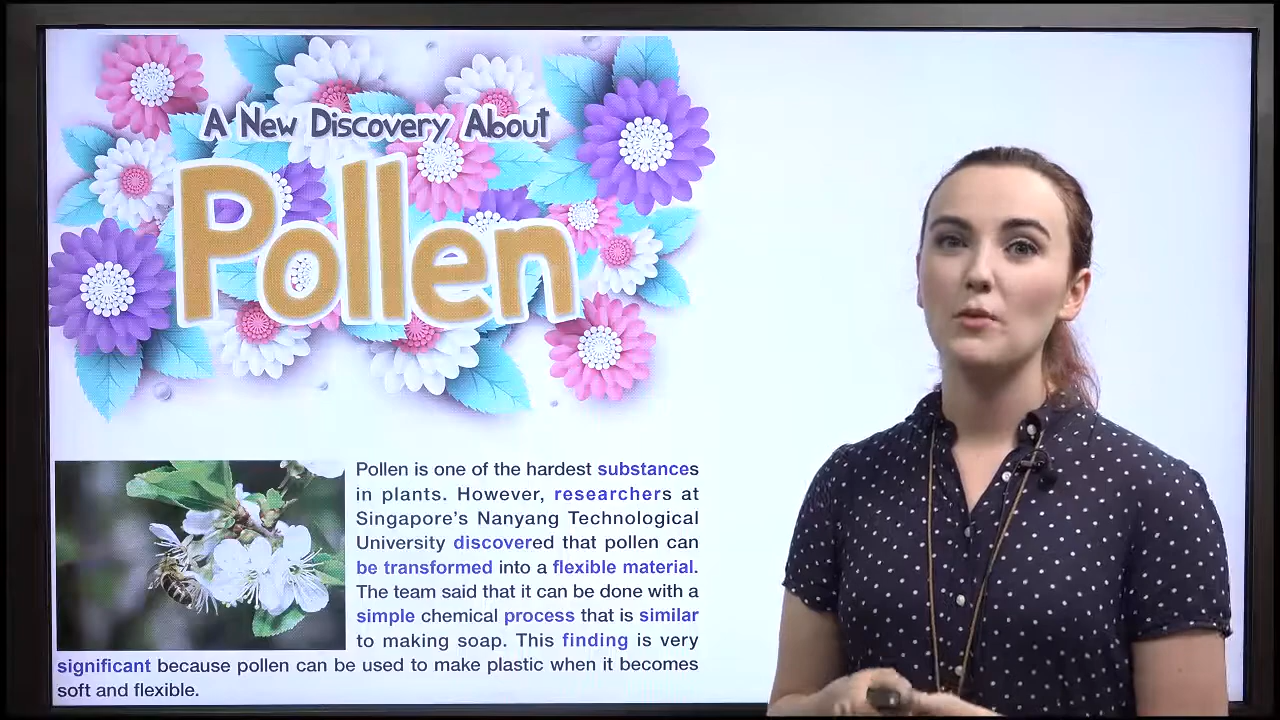 A New Discovery About
Pollen
Pollen is one of the hardest substances
in plants. However, researchers at
Singapore's Nanyang Technological
University discovered that pollen can
be transformed into a flexible material.
The team said that it can be done with a
simple chemical process that is similar
to making soap. This finding is very
significant because pollen can be used to make plastic when it becomes
soft and flexible.